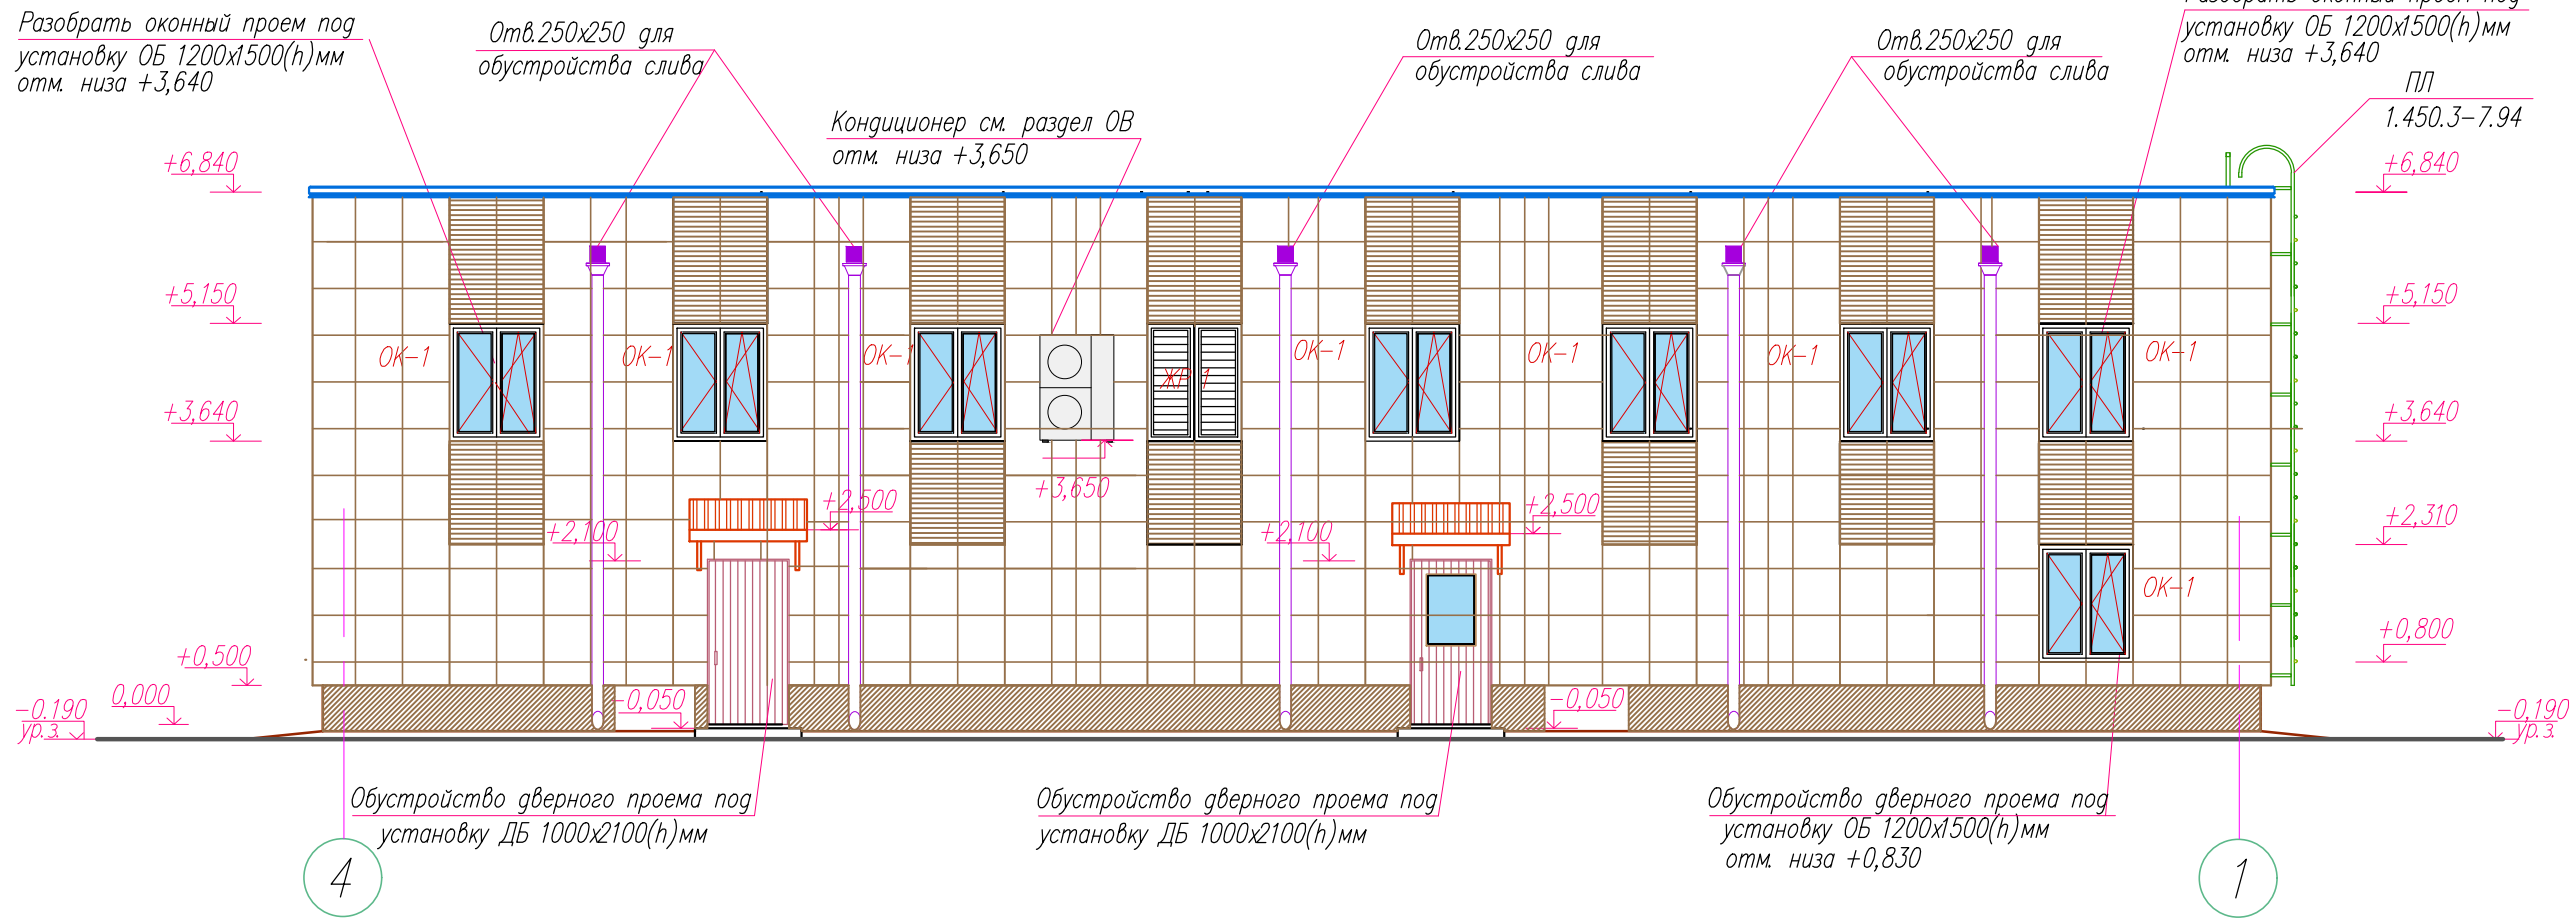 Разобрать оконный проем под
установку ОБ 1200х1500(h)мм
отм. низа +3,640
Отв.250х250 для
обустройства слива
Кондиционер см. раздел ОВ
отм. низа +3,650
Отв.250х250 для
обустройства слива
Отв.250х250 для
обустройства слива
Разобрать оконный проем под
установку ОБ 1200х1500(h)мм
отм. низа +3,640
ПЛ
1.450.3-7.94
+6,840
+6,840
+5,150
+5,150
ОК-1
ОК-1
ОК-1
ЖР-1
ОК-1
ОК-1
ОК-1
ОК-1
+3,640
+3,640
+3,650
+2,500
+2,500
+2,100
+2,100
+2,310
ОК-1
+0,800
+0,500
0,000
-0.190
ур.з.
-0,050
-0,050
-0,190
ур.з.
Обустройство дверного проема под
установку ДБ 1000х2100(h)мм
Обустройство дверного проема под
установку ДБ 1000х2100(h)мм
Обустройство дверного проема под
установку ОБ 1200х1500(h)мм
отм. низа +0,830
4
1